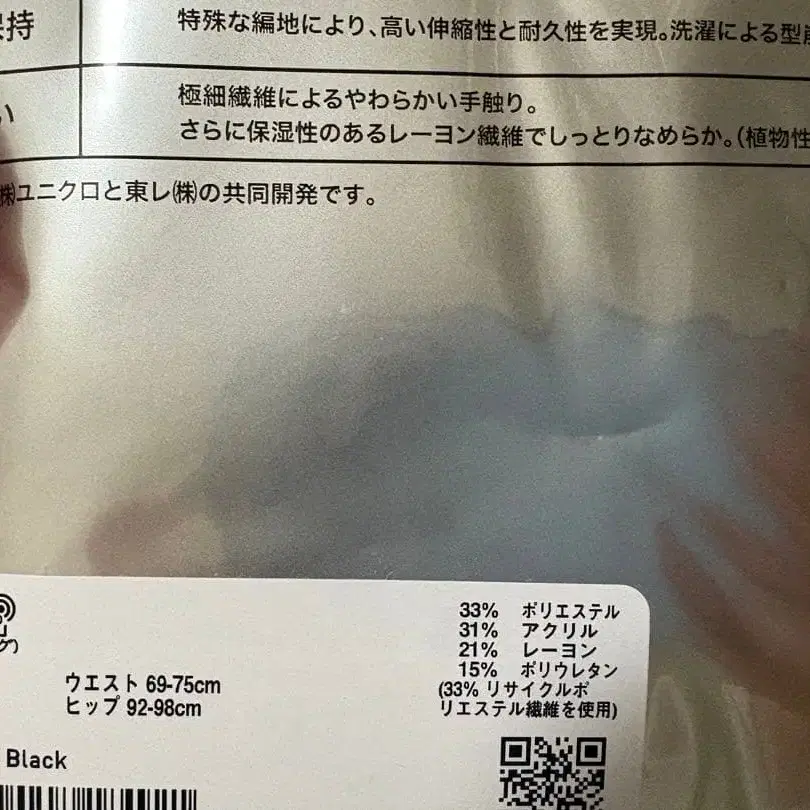 保持
特殊な編地により、高い伸縮性と耐久性を実現。洗濯による型崩
い
極細繊維によるやわらかい手触り。
さらに保湿性のあるレーヨン繊維でしっとりなめらか。(植物性
㈱ユニクロと東レ㈱の共同開発です。
33% ポリエステル
31% アクリル
21% レーヨン
15% ポリウレタン
(33% リサイクルポ
リエステル繊維を使用)
ウエスト 69-75cm
ヒップ 92-98cm
Black